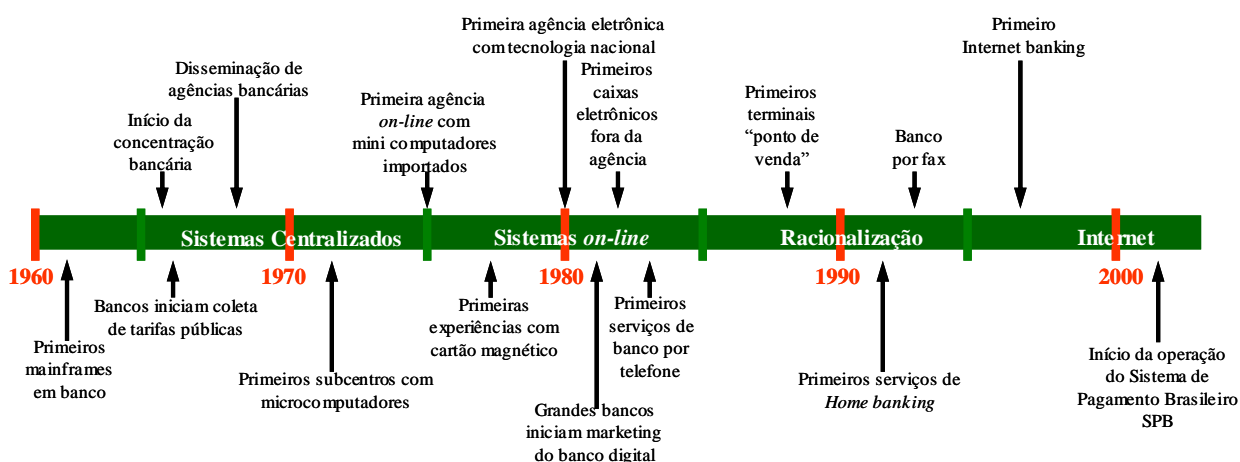 Primeira agência eletrônica
com tecnologia nacional
Primeiro
Internet banking
Disseminação de
agências bancárias
Primeiros
caixas
eletrônicos
fora da
agência
Primeira agência
on-line com
mini computadores
importados
Primeiros
terminais
“ponto de
venda”
Início da
concentração
bancária
Banco
por fax
Sistemas Centralizados
Sistemas on-line
Racionalização
Internet
1960
1970
1980
1990
2000
Bancos iniciam coleta
de tarifas públicas
Primeiras
experiências com
cartão magnético
Primeiros
serviços de
banco por
telefone
Primeiros
mainframes
em banco
Primeiros subcentros com
microcomputadores
Primeiros serviços de
Home banking
Início da operação
do Sistema de
Pagamento Brasileiro
SPB
Grandes bancos
iniciam marketing
do banco digital